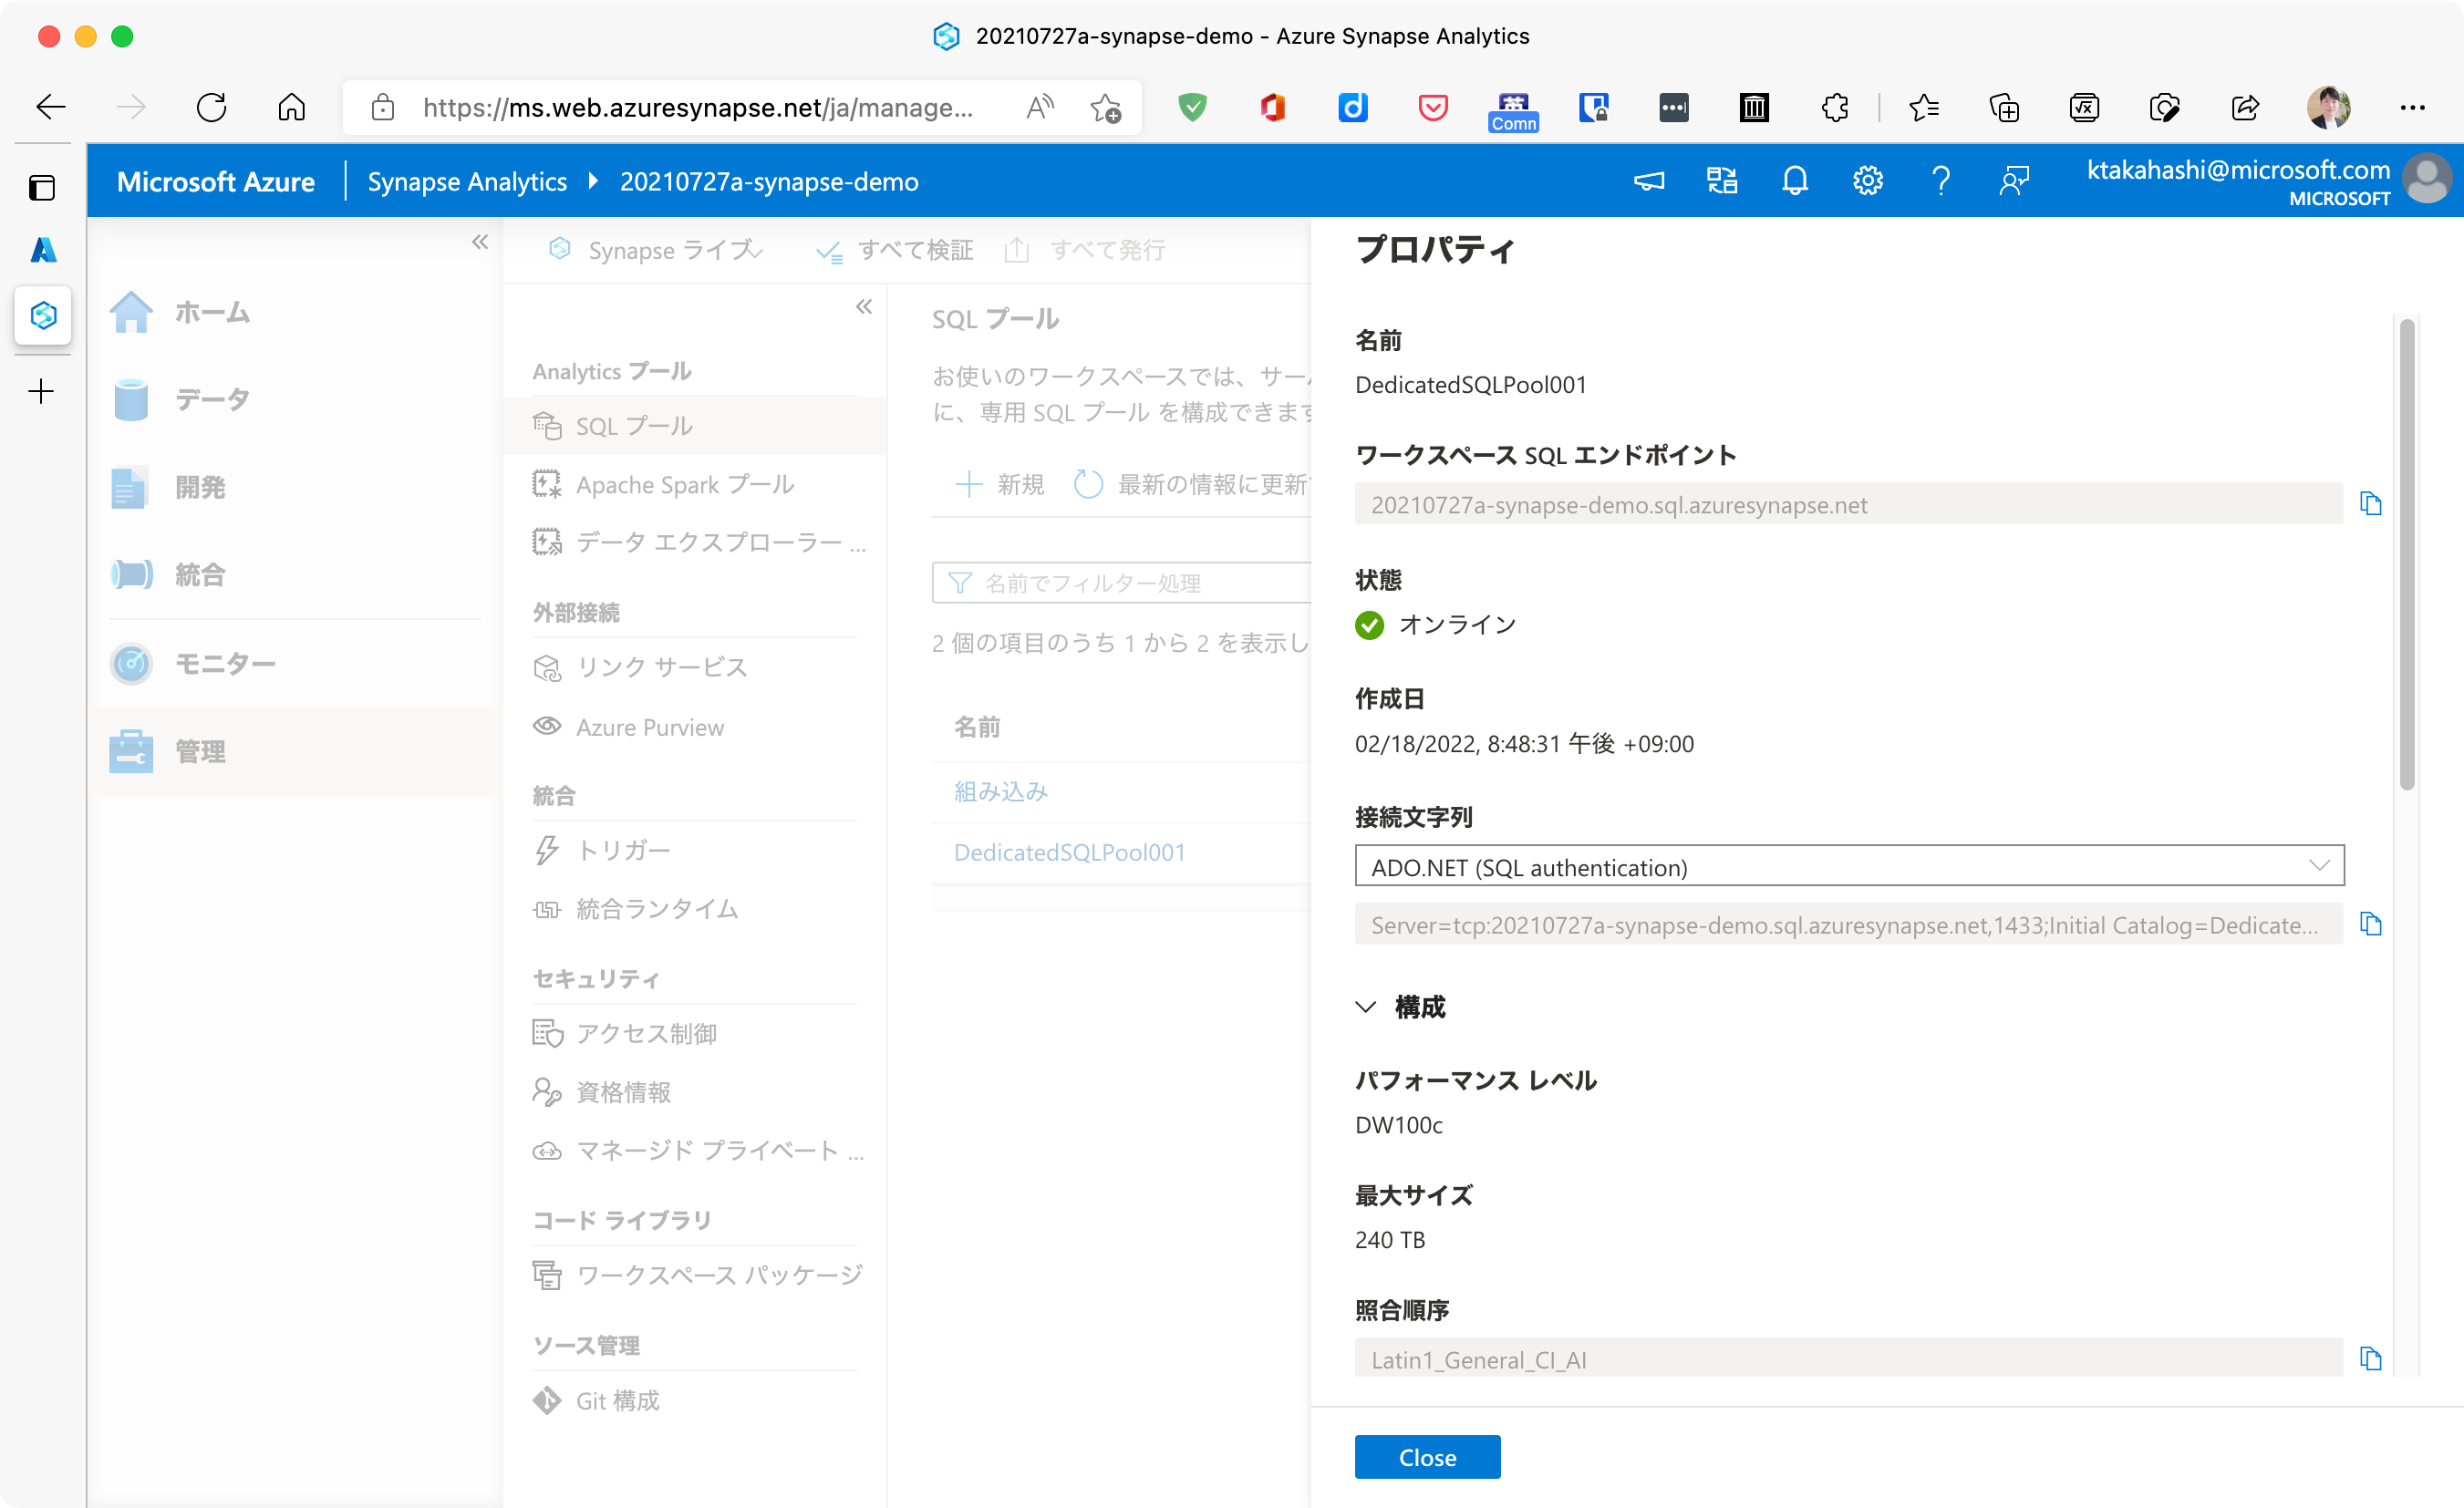 20210727a-synapse-demo - Azure Synapse Analytics
https://ms.web.azuresynapse.net/ja/manage...
英
Comn
Microsoft Azure
Synapse Analytics
20210727a-synapse-demo
ktakahashi@microsoft.com
MICROSOFT
ホーム
データ
開発
統合
モニター
管理
Synapse ライブ
すべて検証
すべて発行
Analytics プール
SQL プール
Apache Spark プール
データ エクスプローラー ...
外部接続
リンク サービス
Azure Purview
統合
トリガー
統合ランタイム
セキュリティ
アクセス制御
資格情報
マネージド プライベート ...
コード ライブラリ
ワークスペース パッケージ
ソース管理
Git 構成
SQL プール
お使いのワークスペースでは、サー
に、専用 SQL プール を構成できます
新規
最新の情報に更新
名前でフィルター処理
2 個の項目のうち 1 から 2 を表示し
名前
組み込み
DedicatedSQLPool001
プロパティ
名前
DedicatedSQLPool001
ワークスペース SQL エンドポイント
20210727a-synapse-demo.sql.azuresynapse.net
状態
オンライン
作成日
02/18/2022, 8:48:31 午後 +09:00
接続文字列
ADO.NET (SQL authentication)
Server=tcp:20210727a-synapse-demo.sql.azuresynapse.net,1433;Initial Catalog=Dedicate...
構成
パフォーマンス レベル
DW100c
最大サイズ
240 TB
照合順序
Latin1_General_CI_AI
Close